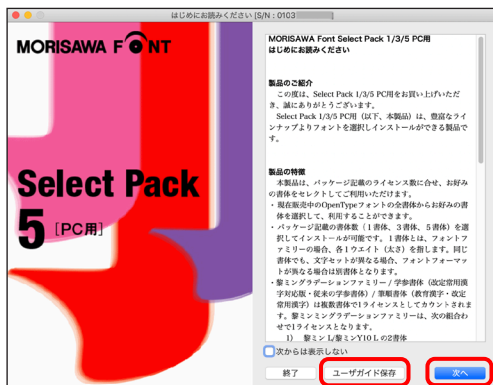 はじめにお読みください [S/N : 0103
MORISAWA FONT
Select Pack
5 [PC用]
MORISAWA Font Select Pack 1/3/5 PC用
はじめにお読みください
製品のご紹介
この度は、Select Pack 1/3/5 PC用をお買い上げいただ
き、誠にありがとうございます。
Select Pack 1/3/5 PC用（以下、本製品）は、豊富なライ
ンナップよりフォントを選択しインストールができる製品で
す。
製品の特徴
本製品は、パッケージ記載のライセンス数に合せ、お好み
の書体をセレクトしてご利用いただけます。
・現在販売中のOpenTypeフォントの全書体からお好みの書
体を選択して、利用することができます。
・パッケージ記載の書体数（１書体、３書体、５書体）を選
択してインストールが可能です。１書体とは、フォントフ
ァミリーの場合、各１ウエイト（太さ）を指します。同じ
書体でも、文字セットが異なる場合、フォントフォーマッ
トが異なる場合は別書体となります。
・黎ミングラデーションファミリー / 学参書体（改定常用漢
字対応版・従来の学参書体）/ 筆順書体（教育漢字・改定
常用漢字）は複数書体で1ライセンスとしてカウントされま
す。黎ミングラデーションファミリーは、次の組合わ
せで1ライセンスとなります。
1) 黎ミン L/黎ミンY10 L の2書体
次からは表示しない
終了
ユーザガイド保存
次へ